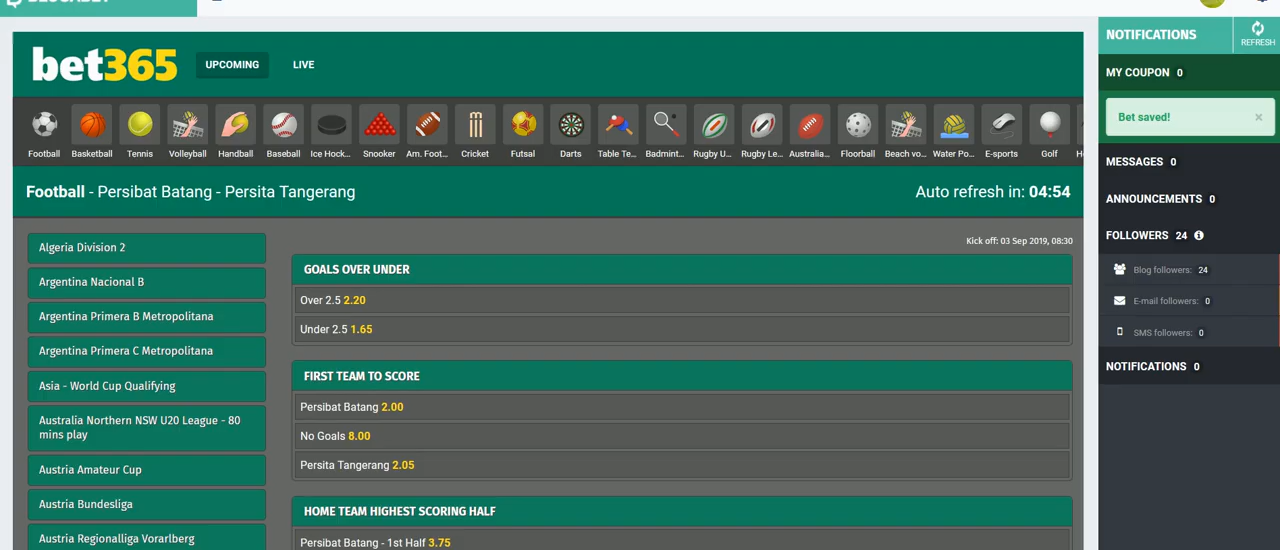 bet365
UPCOMING
LIVE
Football
Basketball
Tennis
Volleyball
Handball
Baseball
Ice Hock...
Snooker
Am. Foot...
Cricket
Futsal
Darts
Table Te...
Badmint...
Rugby U...
Rugby Le...
Australia...
Floorball
Beach vo...
Water Po...
E-sports
Golf
Football - Persibat Batang - Persita Tangerang
Auto refresh in: 04:54
Algeria Division 2
Argentina Nacional B
Argentina Primera B Metropolitana
Argentina Primera C Metropolitana
Asia - World Cup Qualifying
Australia Northern NSW U20 League - 80
mins play
Austria Amateur Cup
Austria Bundesliga
Austria Regionalliga Vorarlberg
Kick off: 03 Sep 2019, 08:30
GOALS OVER UNDER
Over 2.5 2.20
Under 2.5 1.65
FIRST TEAM TO SCORE
Persibat Batang 2.00
No Goals 8.00
Persita Tangerang 2.05
HOME TEAM HIGHEST SCORING HALF
Persibat Batang - 1st Half 3.75
NOTIFICATIONS
REFRESH
MY COUPON 0
Bet saved! ×
MESSAGES 0
ANNOUNCEMENTS 0
FOLLOWERS 24
Blog followers: 24
E-mail followers: 0
SMS followers: 0
NOTIFICATIONS 0